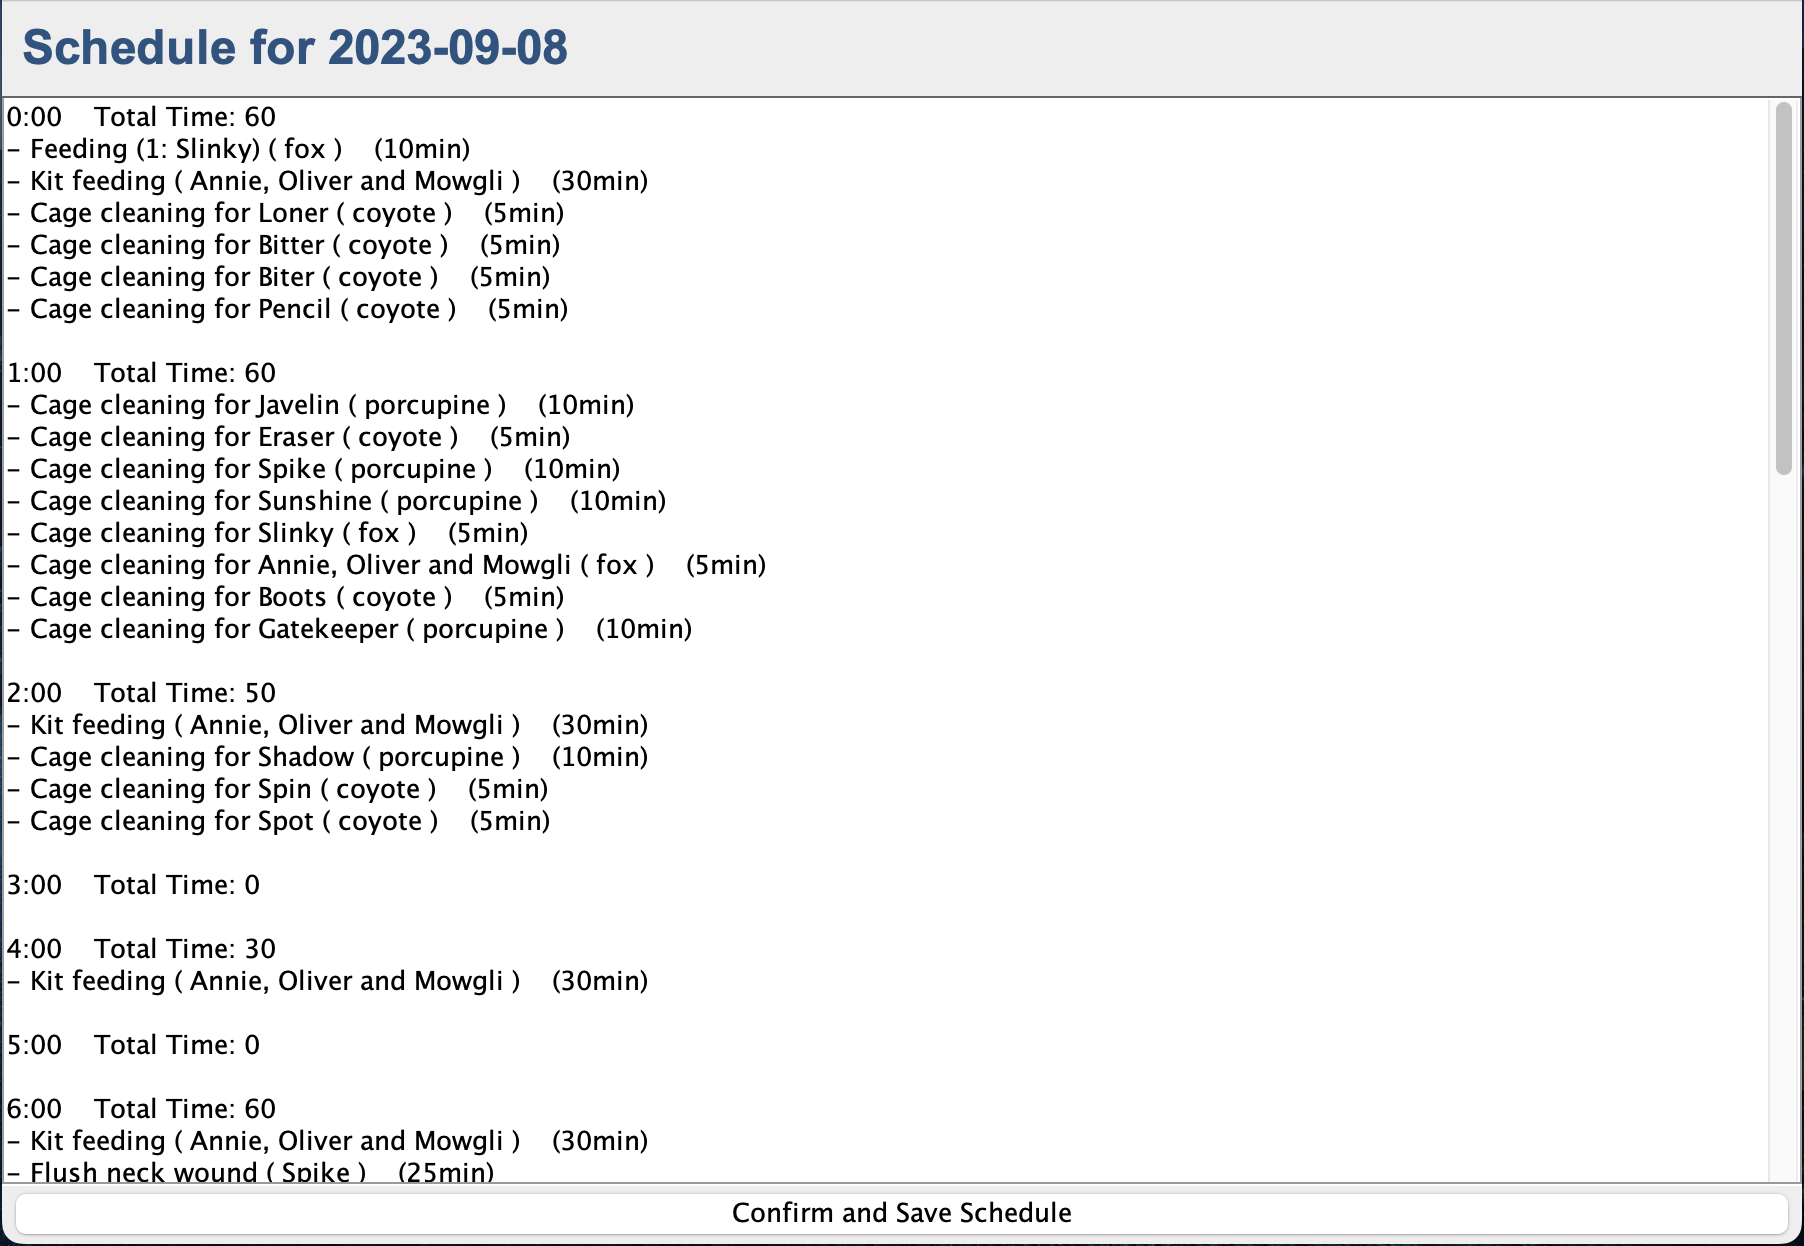 Schedule for 2023-09-08
0:00    Total Time: 60
– Feeding (1: Slinky) ( fox )    (10min)
– Kit feeding ( Annie, Oliver and Mowgli )    (30min)
– Cage cleaning for Loner ( coyote )    (5min)
– Cage cleaning for Bitter ( coyote )    (5min)
– Cage cleaning for Biter ( coyote )    (5min)
– Cage cleaning for Pencil ( coyote )    (5min)
1:00    Total Time: 60
– Cage cleaning for Javelin ( porcupine )    (10min)
– Cage cleaning for Eraser ( coyote )    (5min)
– Cage cleaning for Spike ( porcupine )    (10min)
– Cage cleaning for Sunshine ( porcupine )    (10min)
– Cage cleaning for Slinky ( fox )    (5min)
– Cage cleaning for Annie, Oliver and Mowgli ( fox )    (5min)
– Cage cleaning for Boots ( coyote )    (5min)
– Cage cleaning for Gatekeeper ( porcupine )    (10min)
2:00    Total Time: 50
– Kit feeding ( Annie, Oliver and Mowgli )    (30min)
– Cage cleaning for Shadow ( porcupine )    (10min)
– Cage cleaning for Spin ( coyote )    (5min)
– Cage cleaning for Spot ( coyote )    (5min)
3:00    Total Time: 0
4:00    Total Time: 30
– Kit feeding ( Annie, Oliver and Mowgli )    (30min)
5:00    Total Time: 0
6:00    Total Time: 60
– Kit feeding ( Annie, Oliver and Mowgli )    (30min)
– Flush neck wound ( Spike )    (25min)
Confirm and Save Schedule